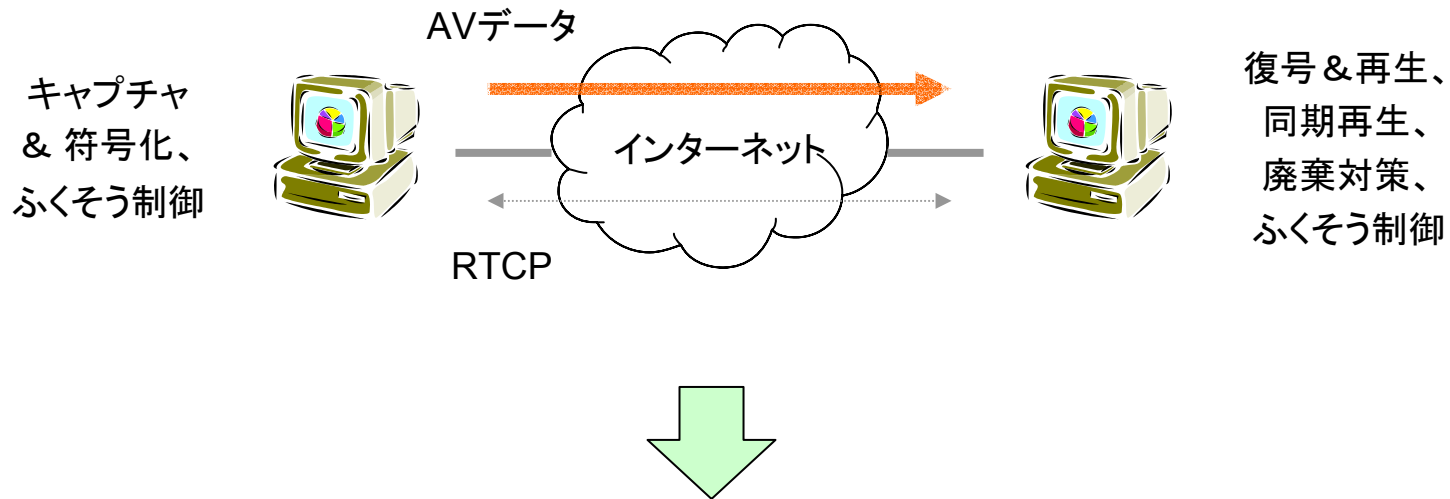 AVデータ
キャプチャ
& 符号化、
ふくそう制御
インターネット
RTCP
復号&再生、
同期再生、
廃棄対策、
ふくそう制御